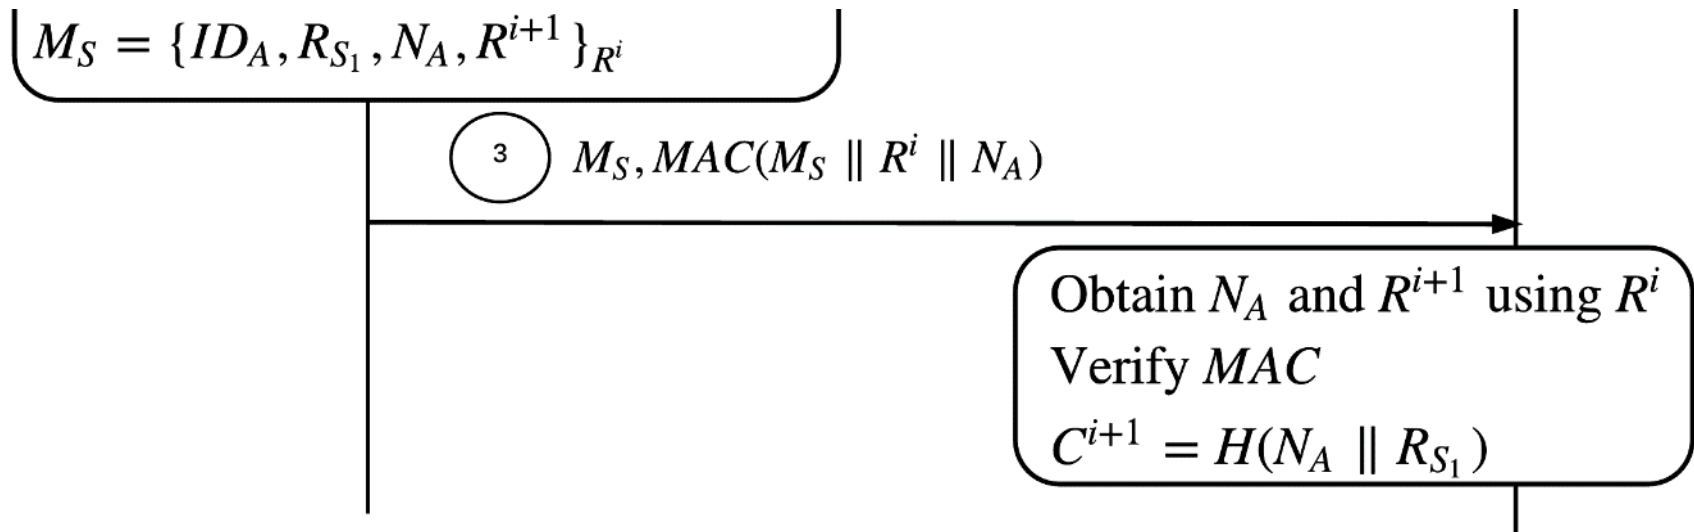 M_S = {ID_A, R_{S_1}, N_A, R^{i+1}}_{R^i}
3
M_S, MAC(M_S ∥ R^i ∥ N_A)
Obtain N_A and R^{i+1} using R^i
Verify MAC
C^{i+1} = H(N_A ∥ R_{S_1})